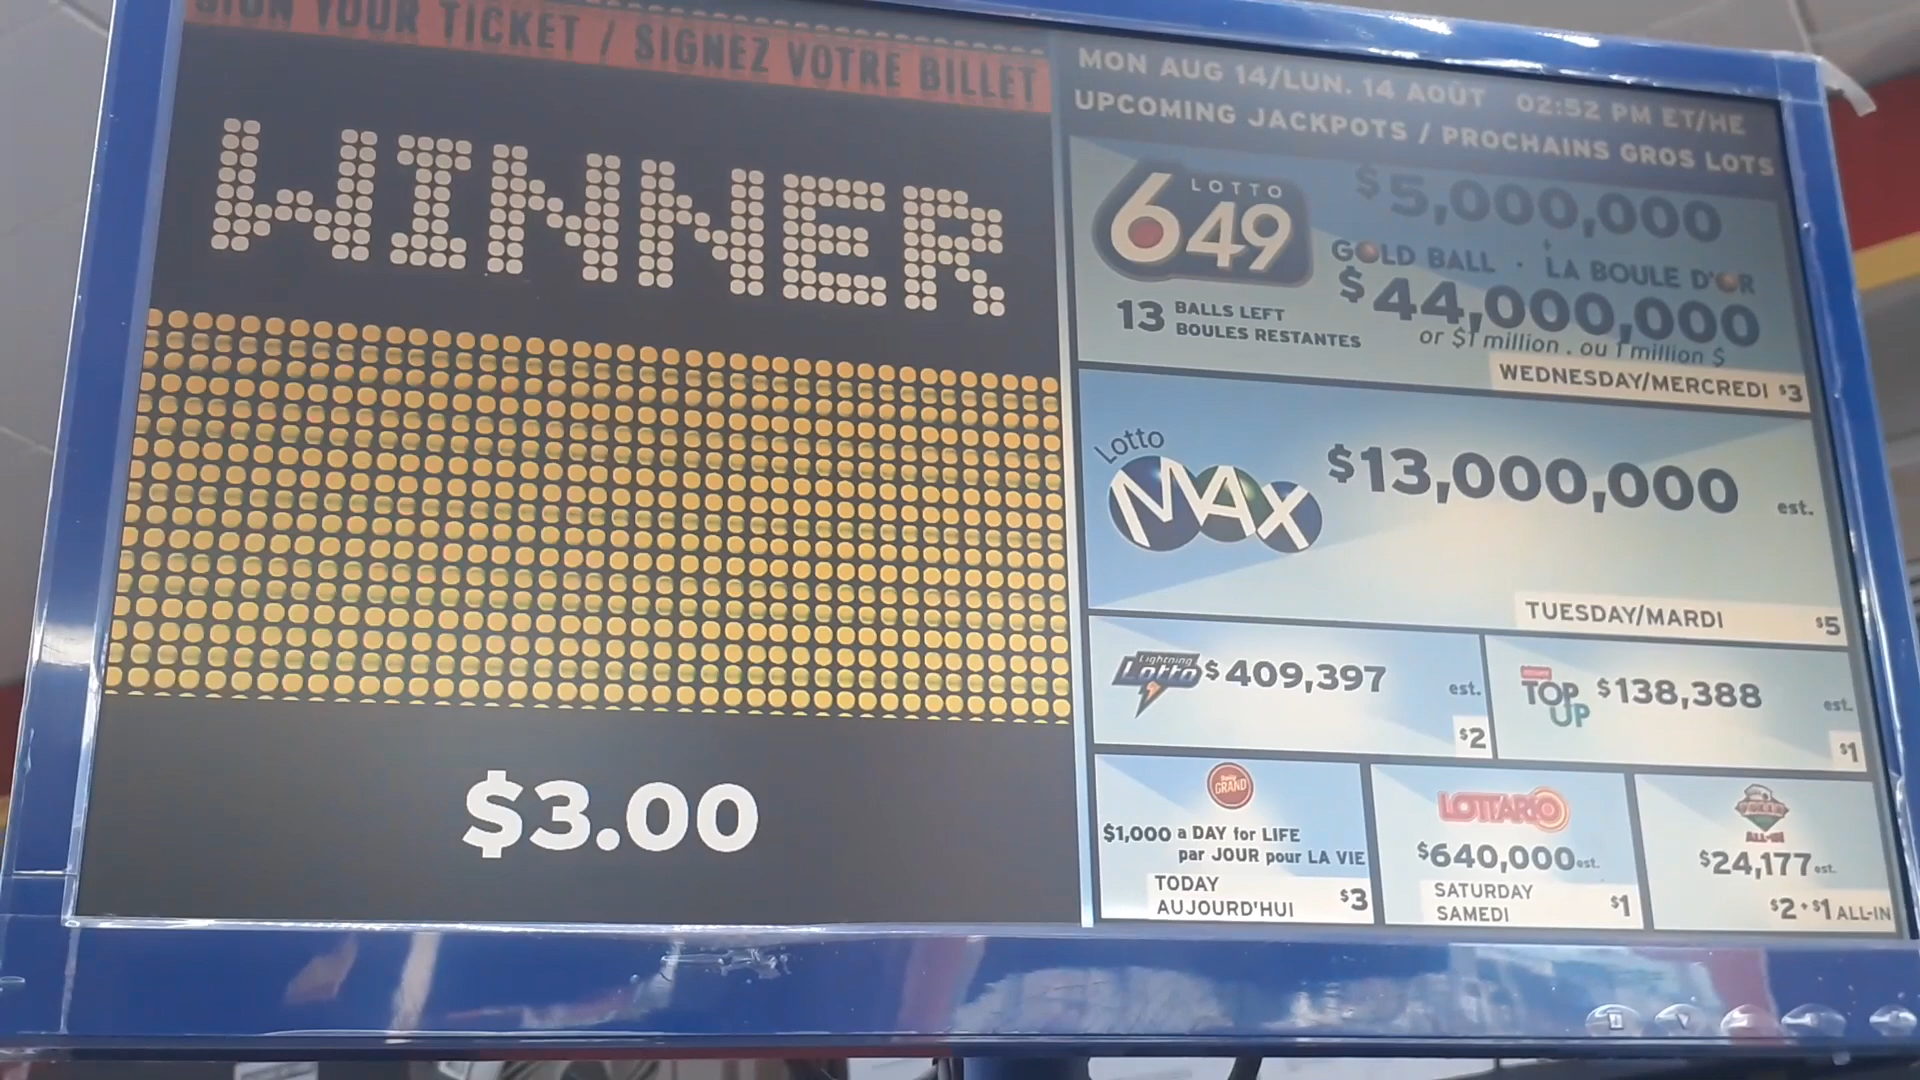 SIGN YOUR TICKET / SIGNEZ VOTRE BILLET
WINNER
$3.00
MON AUG 14/LUN. 14 AOÛT 02:52 PM ET/HE
UPCOMING JACKPOTS / PROCHAINS GROS LOTS
LOTTO
649
$5,000,000
+
GOLD BALL · LA BOULE D'OR
$44,000,000
or $1 million . ou 1 million $
13 BALLS LEFT
BOULES RESTANTES
WEDNESDAY/MERCREDI $3
Lotto
MAX
$13,000,000 est.
TUESDAY/MARDI $5
Lightning
Lotto
$409,397 est.
$2
TOP
UP
$138,388 est.
$1
Daily
GRAND
$1,000 a DAY for LIFE
par JOUR pour LA VIE
TODAY
AUJOURD'HUI
$3
LOTTARIO
$640,000 est.
SATURDAY
SAMEDI
$1
POKER
ALL-IN
$24,177 est.
$2+$1 ALL-IN